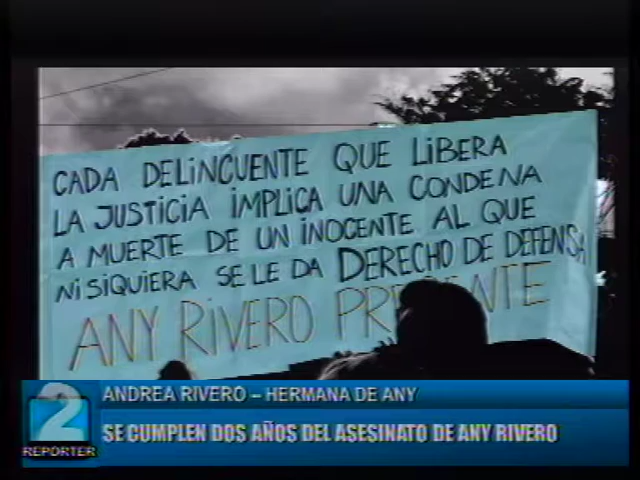 CADA DELINCUENTE QUE LIBERA
LA JUSTICIA IMPLICA UNA CONDENA
A MUERTE DE UN INOCENTE AL QUE
NI SIQUIERA SE LE DA DERECHO DE DEFENSA
ANY RIVERO PRESENTE
ANDREA RIVERO – HERMANA DE ANY
SE CUMPLEN DOS AÑOS DEL ASESINATO DE ANY RIVERO
2
REPORTER